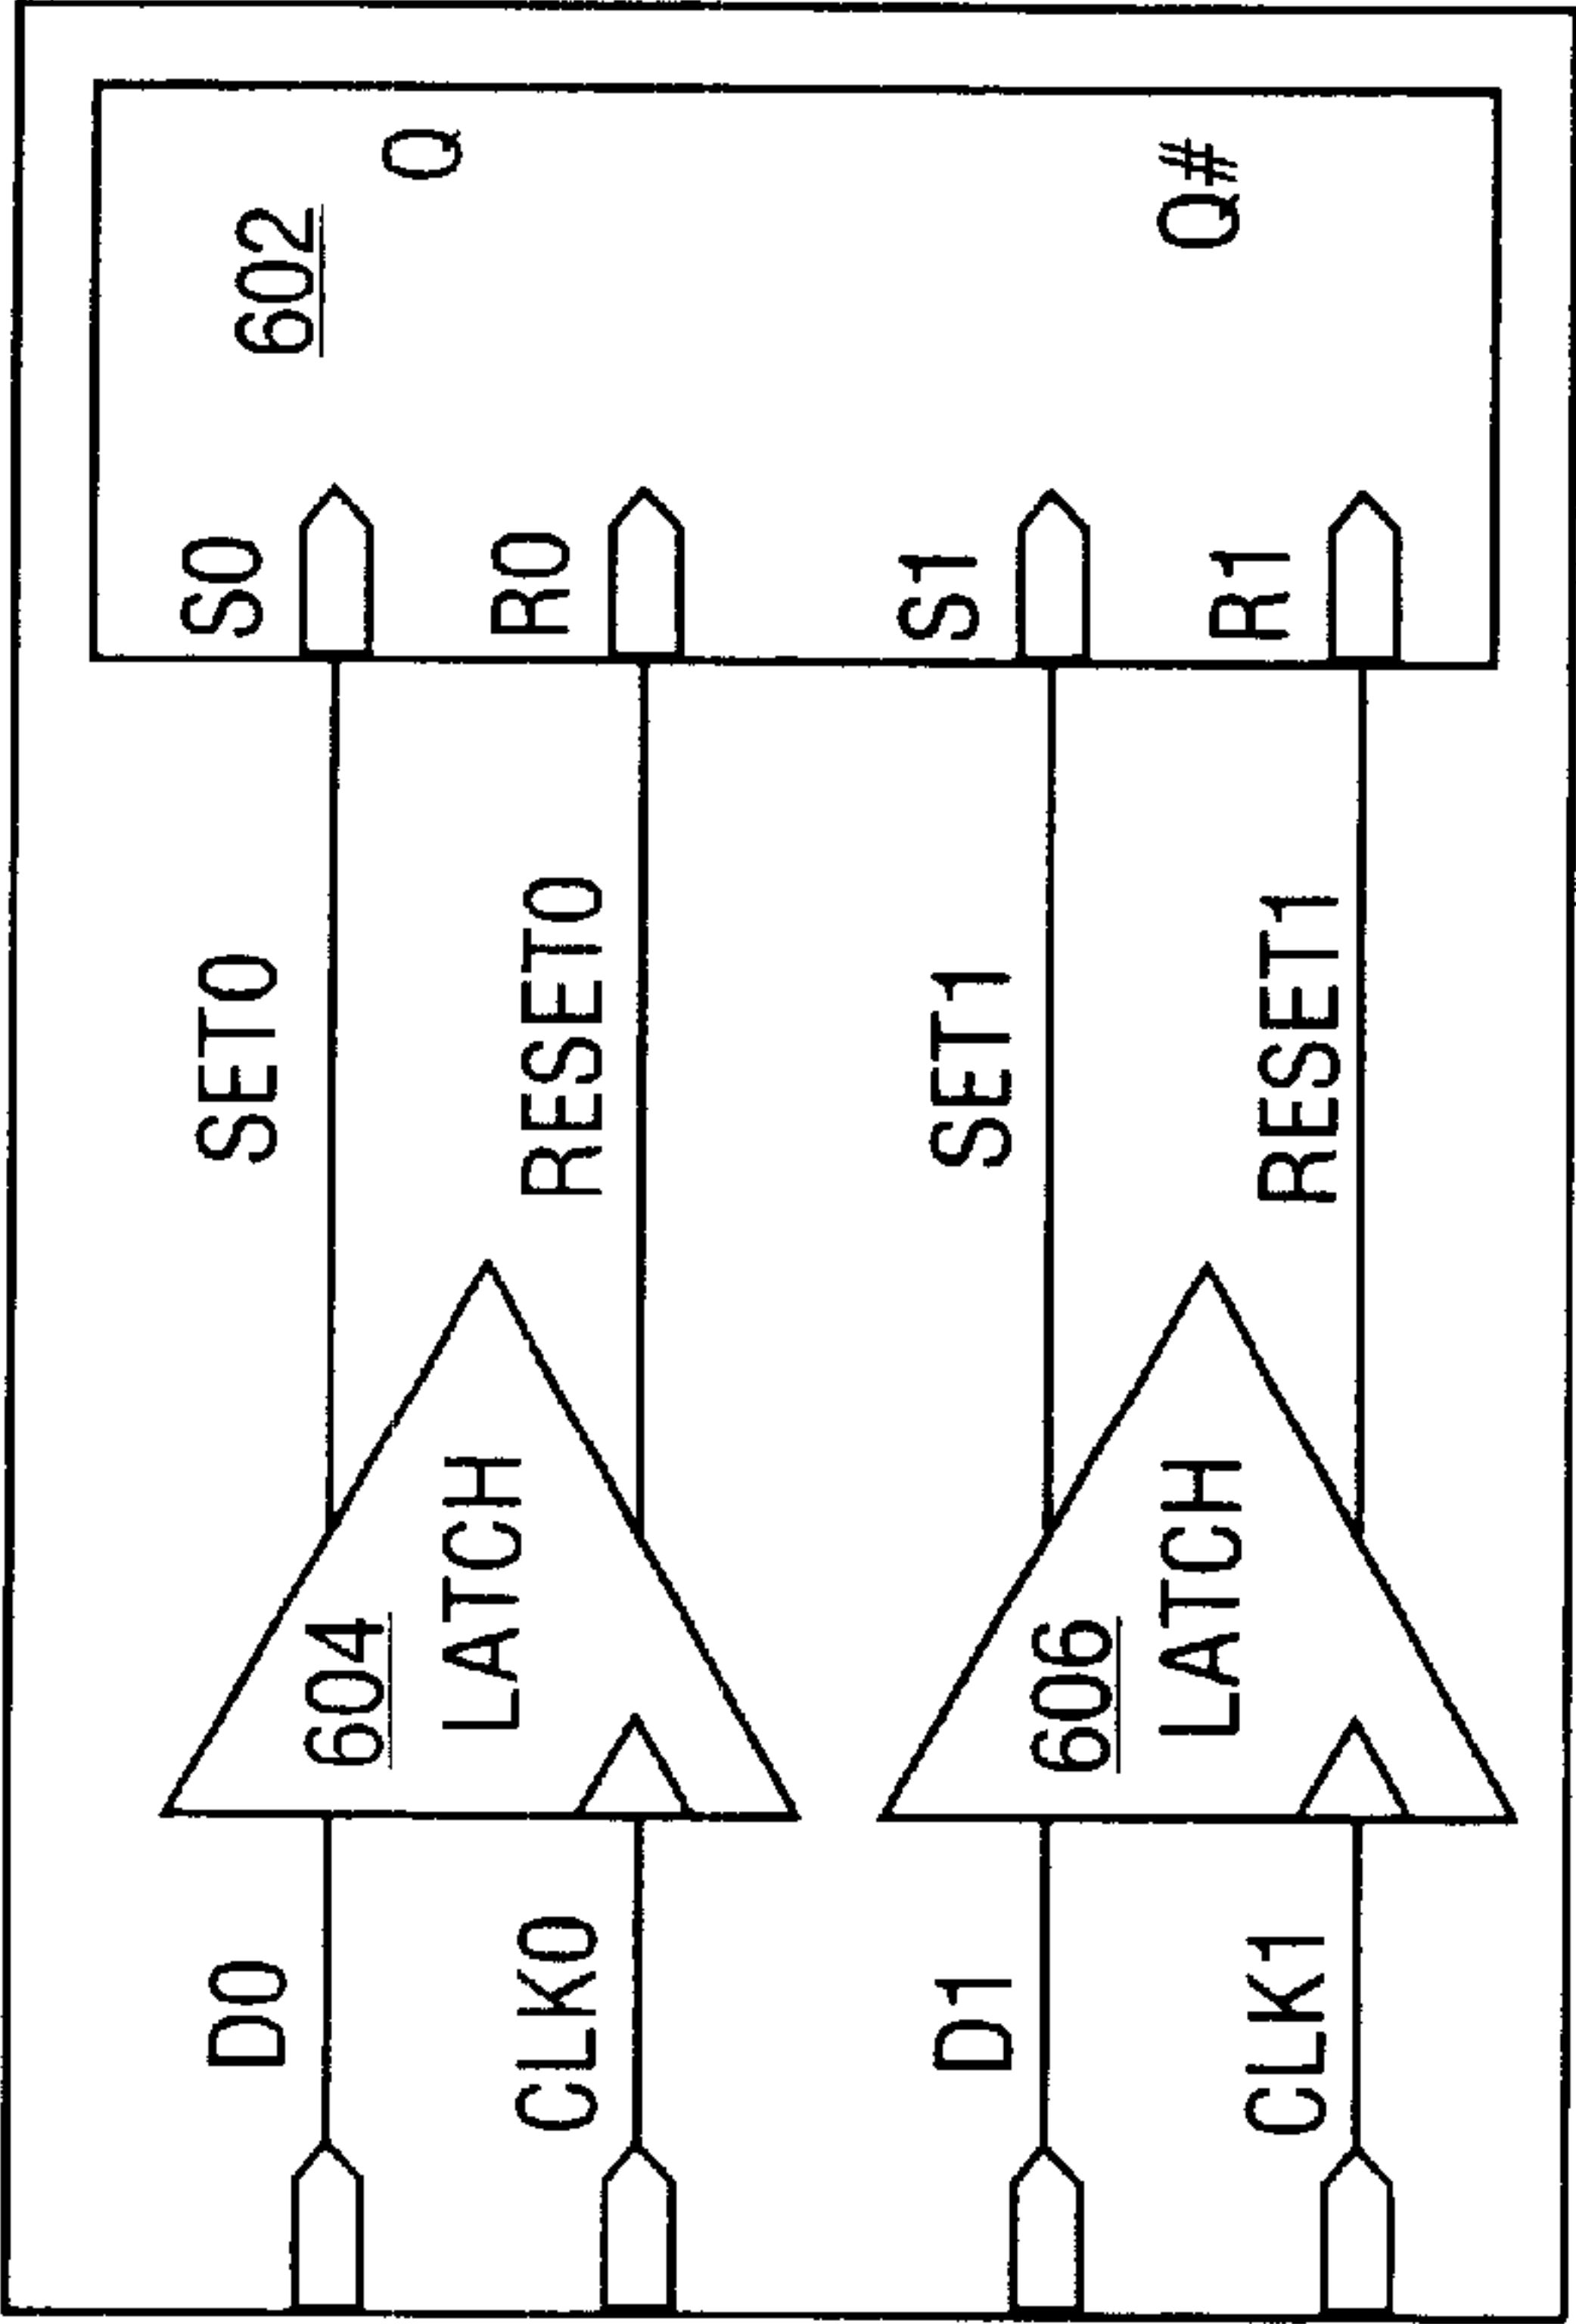 D0
CLK0
D1
CLK1
604
LATCH
606
LATCH
SET0
RESET0
SET1
RESET1
S0
R0
S1
R1
602
Q
Q#